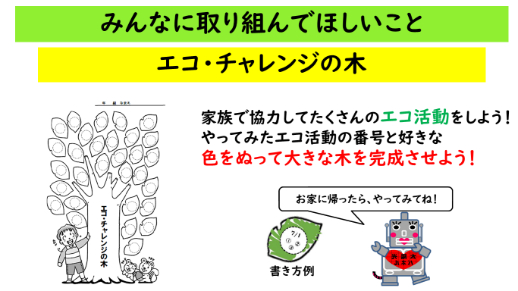 みんなに取り組んでほしいこと
エコ・チャレンジの木
家族で協力してたくさんのエコ活動をしよう！
やってみたエコ活動の番号と好きな
色をぬって大きな木を完成させよう！
お家に帰ったら、やってみてね！
エコ・チャレンジの木
書き方例